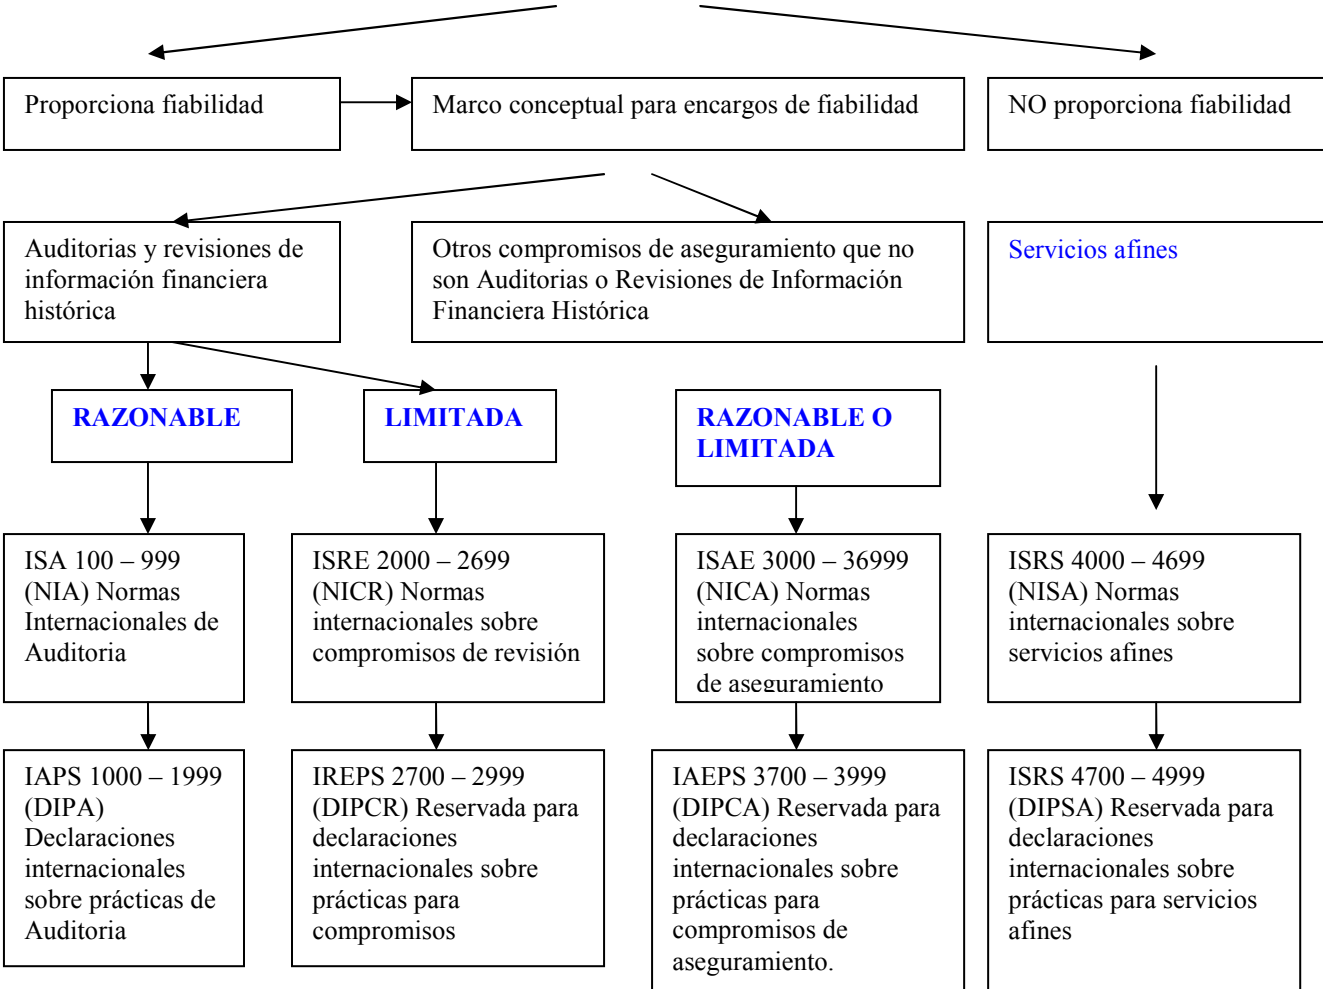 Proporciona fiabilidad
Marco conceptual para encargos de fiabilidad
NO proporciona fiabilidad
Auditorias y revisiones de
información financiera
histórica
Otros compromisos de aseguramiento que no
son Auditorias o Revisiones de Información
Financiera Histórica
Servicios afines
RAZONABLE
LIMITADA
RAZONABLE O
LIMITADA
ISA 100 – 999
(NIA) Normas
Internacionales de
Auditoria
ISRE 2000 – 2699
(NICR) Normas
internacionales sobre
compromisos de revisión
ISAE 3000 – 36999
(NICA) Normas
internacionales
sobre compromisos
de aseguramiento
ISRS 4000 – 4699
(NISA) Normas
internacionales sobre
servicios afines
IAPS 1000 – 1999
(DIPA)
Declaraciones
internacionales
sobre prácticas de
Auditoria
IREPS 2700 – 2999
(DIPCR) Reservada para
declaraciones
internacionales sobre
prácticas para
compromisos
IAEPS 3700 – 3999
(DIPCA) Reservada para
declaraciones
internacionales sobre
prácticas para
compromisos de
aseguramiento.
ISRS 4700 – 4999
(DIPSA) Reservada para
declaraciones
internacionales sobre
prácticas para servicios
afines